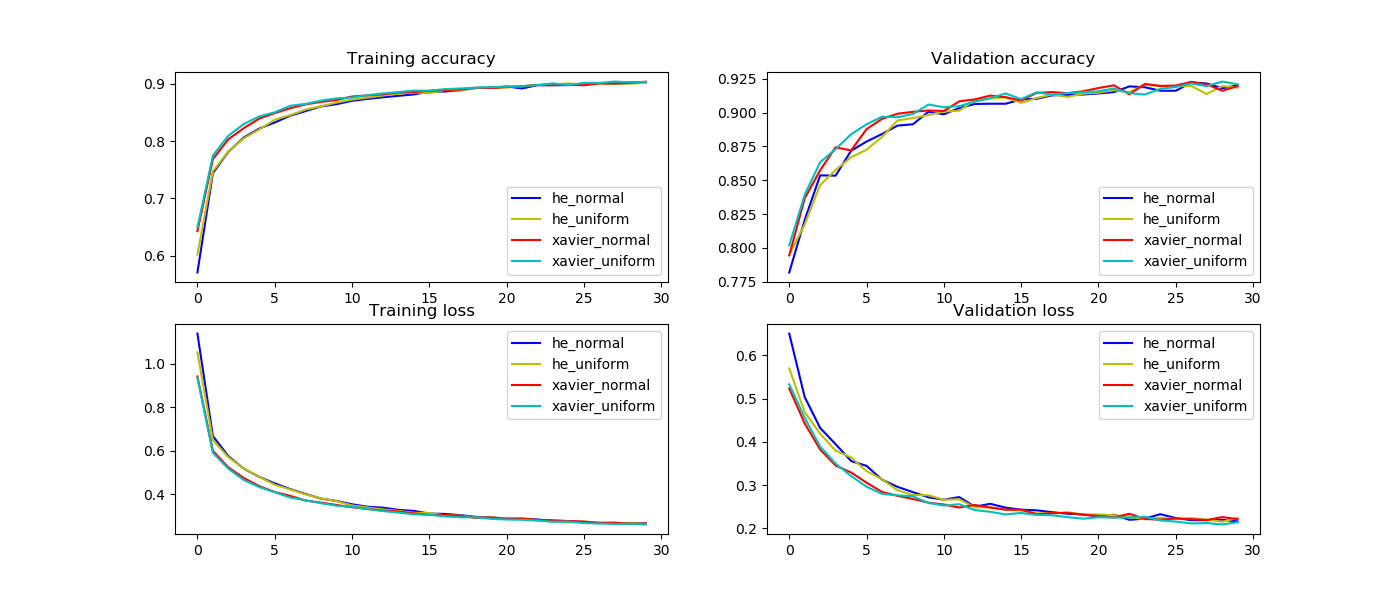 Training accuracy
0.9
0.8
0.7
0.6
he_normal
he_uniform
xavier_normal
xavier_uniform
0 5 10 15 20 25 30
Validation accuracy
0.925
0.900
0.875
0.850
0.825
0.800
0.775
he_normal
he_uniform
xavier_normal
xavier_uniform
0 5 10 15 20 25 30
Training loss
1.0
0.8
0.6
0.4
he_normal
he_uniform
xavier_normal
xavier_uniform
0 5 10 15 20 25 30
Validation loss
0.6
0.5
0.4
0.3
0.2
he_normal
he_uniform
xavier_normal
xavier_uniform
0 5 10 15 20 25 30